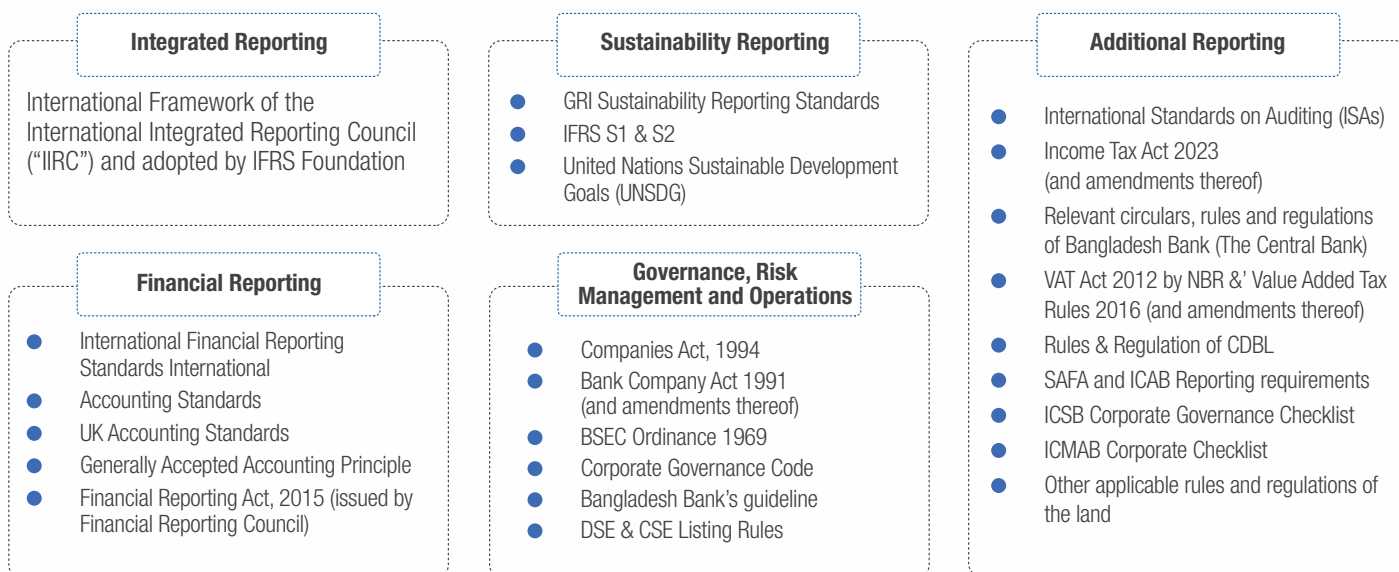 Integrated Reporting
International Framework of the
International Integrated Reporting Council
(“IIRC”) and adopted by IFRS Foundation
Sustainability Reporting
GRI Sustainability Reporting Standards
IFRS S1 & S2
United Nations Sustainable Development
Goals (UNSDG)
Additional Reporting
International Standards on Auditing (ISAs)
Income Tax Act 2023
(and amendments thereof)
Relevant circulars, rules and regulations
of Bangladesh Bank (The Central Bank)
VAT Act 2012 by NBR &’ Value Added Tax
Rules 2016 (and amendments thereof)
Rules & Regulation of CDBL
SAFA and ICAB Reporting requirements
ICSB Corporate Governance Checklist
ICMAB Corporate Checklist
Other applicable rules and regulations of
the land
Financial Reporting
International Financial Reporting
Standards International
Accounting Standards
UK Accounting Standards
Generally Accepted Accounting Principle
Financial Reporting Act, 2015 (issued by
Financial Reporting Council)
Governance, Risk
Management and Operations
Companies Act, 1994
Bank Company Act 1991
(and amendments thereof)
BSEC Ordinance 1969
Corporate Governance Code
Bangladesh Bank’s guideline
DSE & CSE Listing Rules